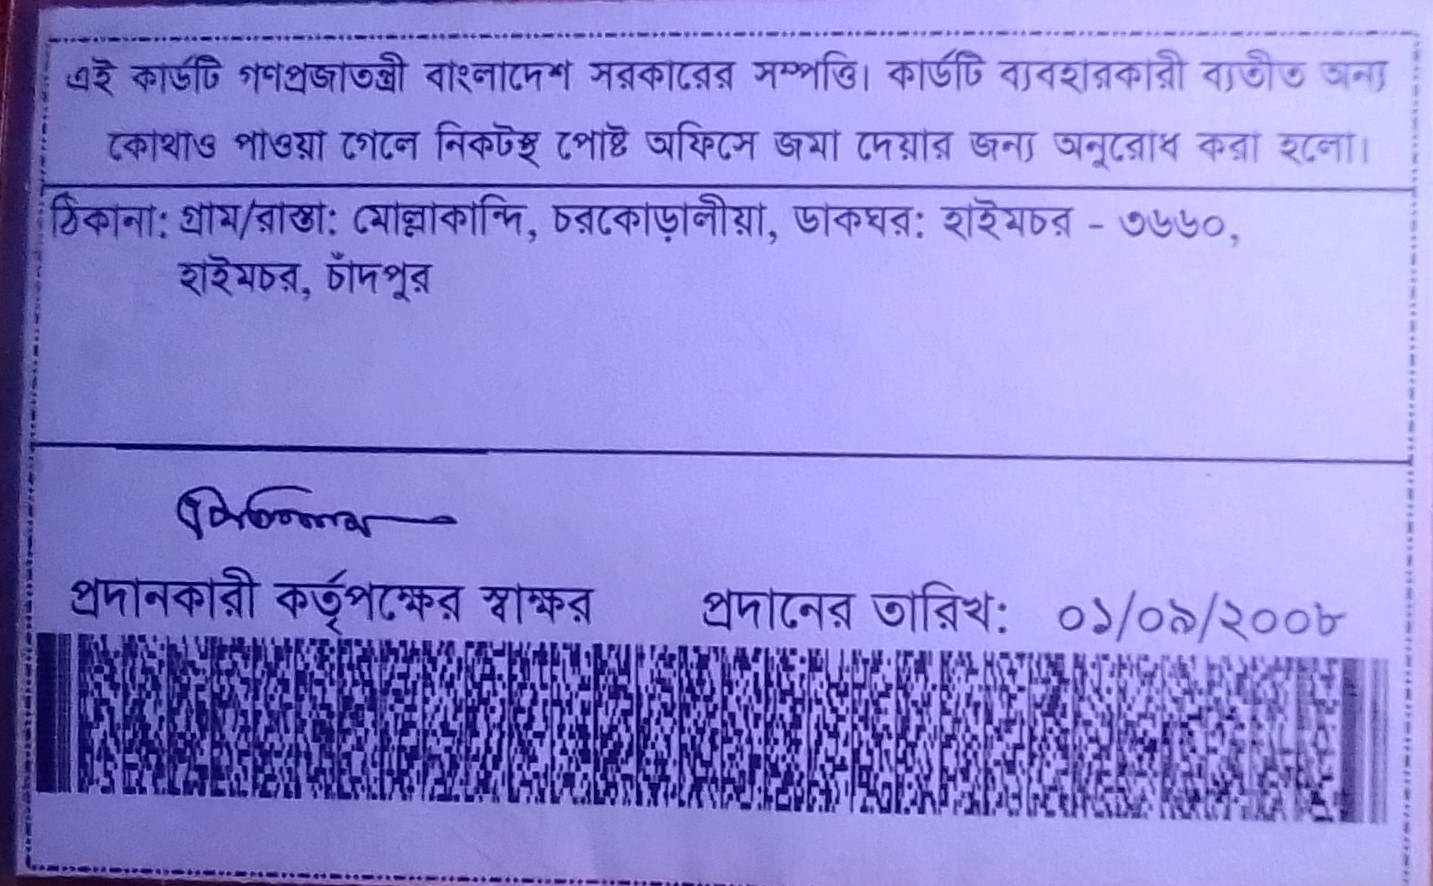 এই কার্ডটি গণপ্রজাতন্ত্রী বাংলাদেশ সরকারের সম্পত্তি। কার্ডটি ব্যবহারকারী ব্যতীত অন্য
কোথাও পাওয়া গেলে নিকটস্থ পোষ্ট অফিসে জমা দেয়ার জন্য অনুরোধ করা হলো।
ঠিকানা: গ্রাম/রাস্তা: মোল্লাকান্দি, চরকোড়ালীয়া, ডাকঘর: হাইমচর - ৩৬৬০,
হাইমচর, চাঁদপুর
প্রদানকারী কর্তৃপক্ষের স্বাক্ষর প্রদানের তারিখ: ০১/০৯/২০০৮